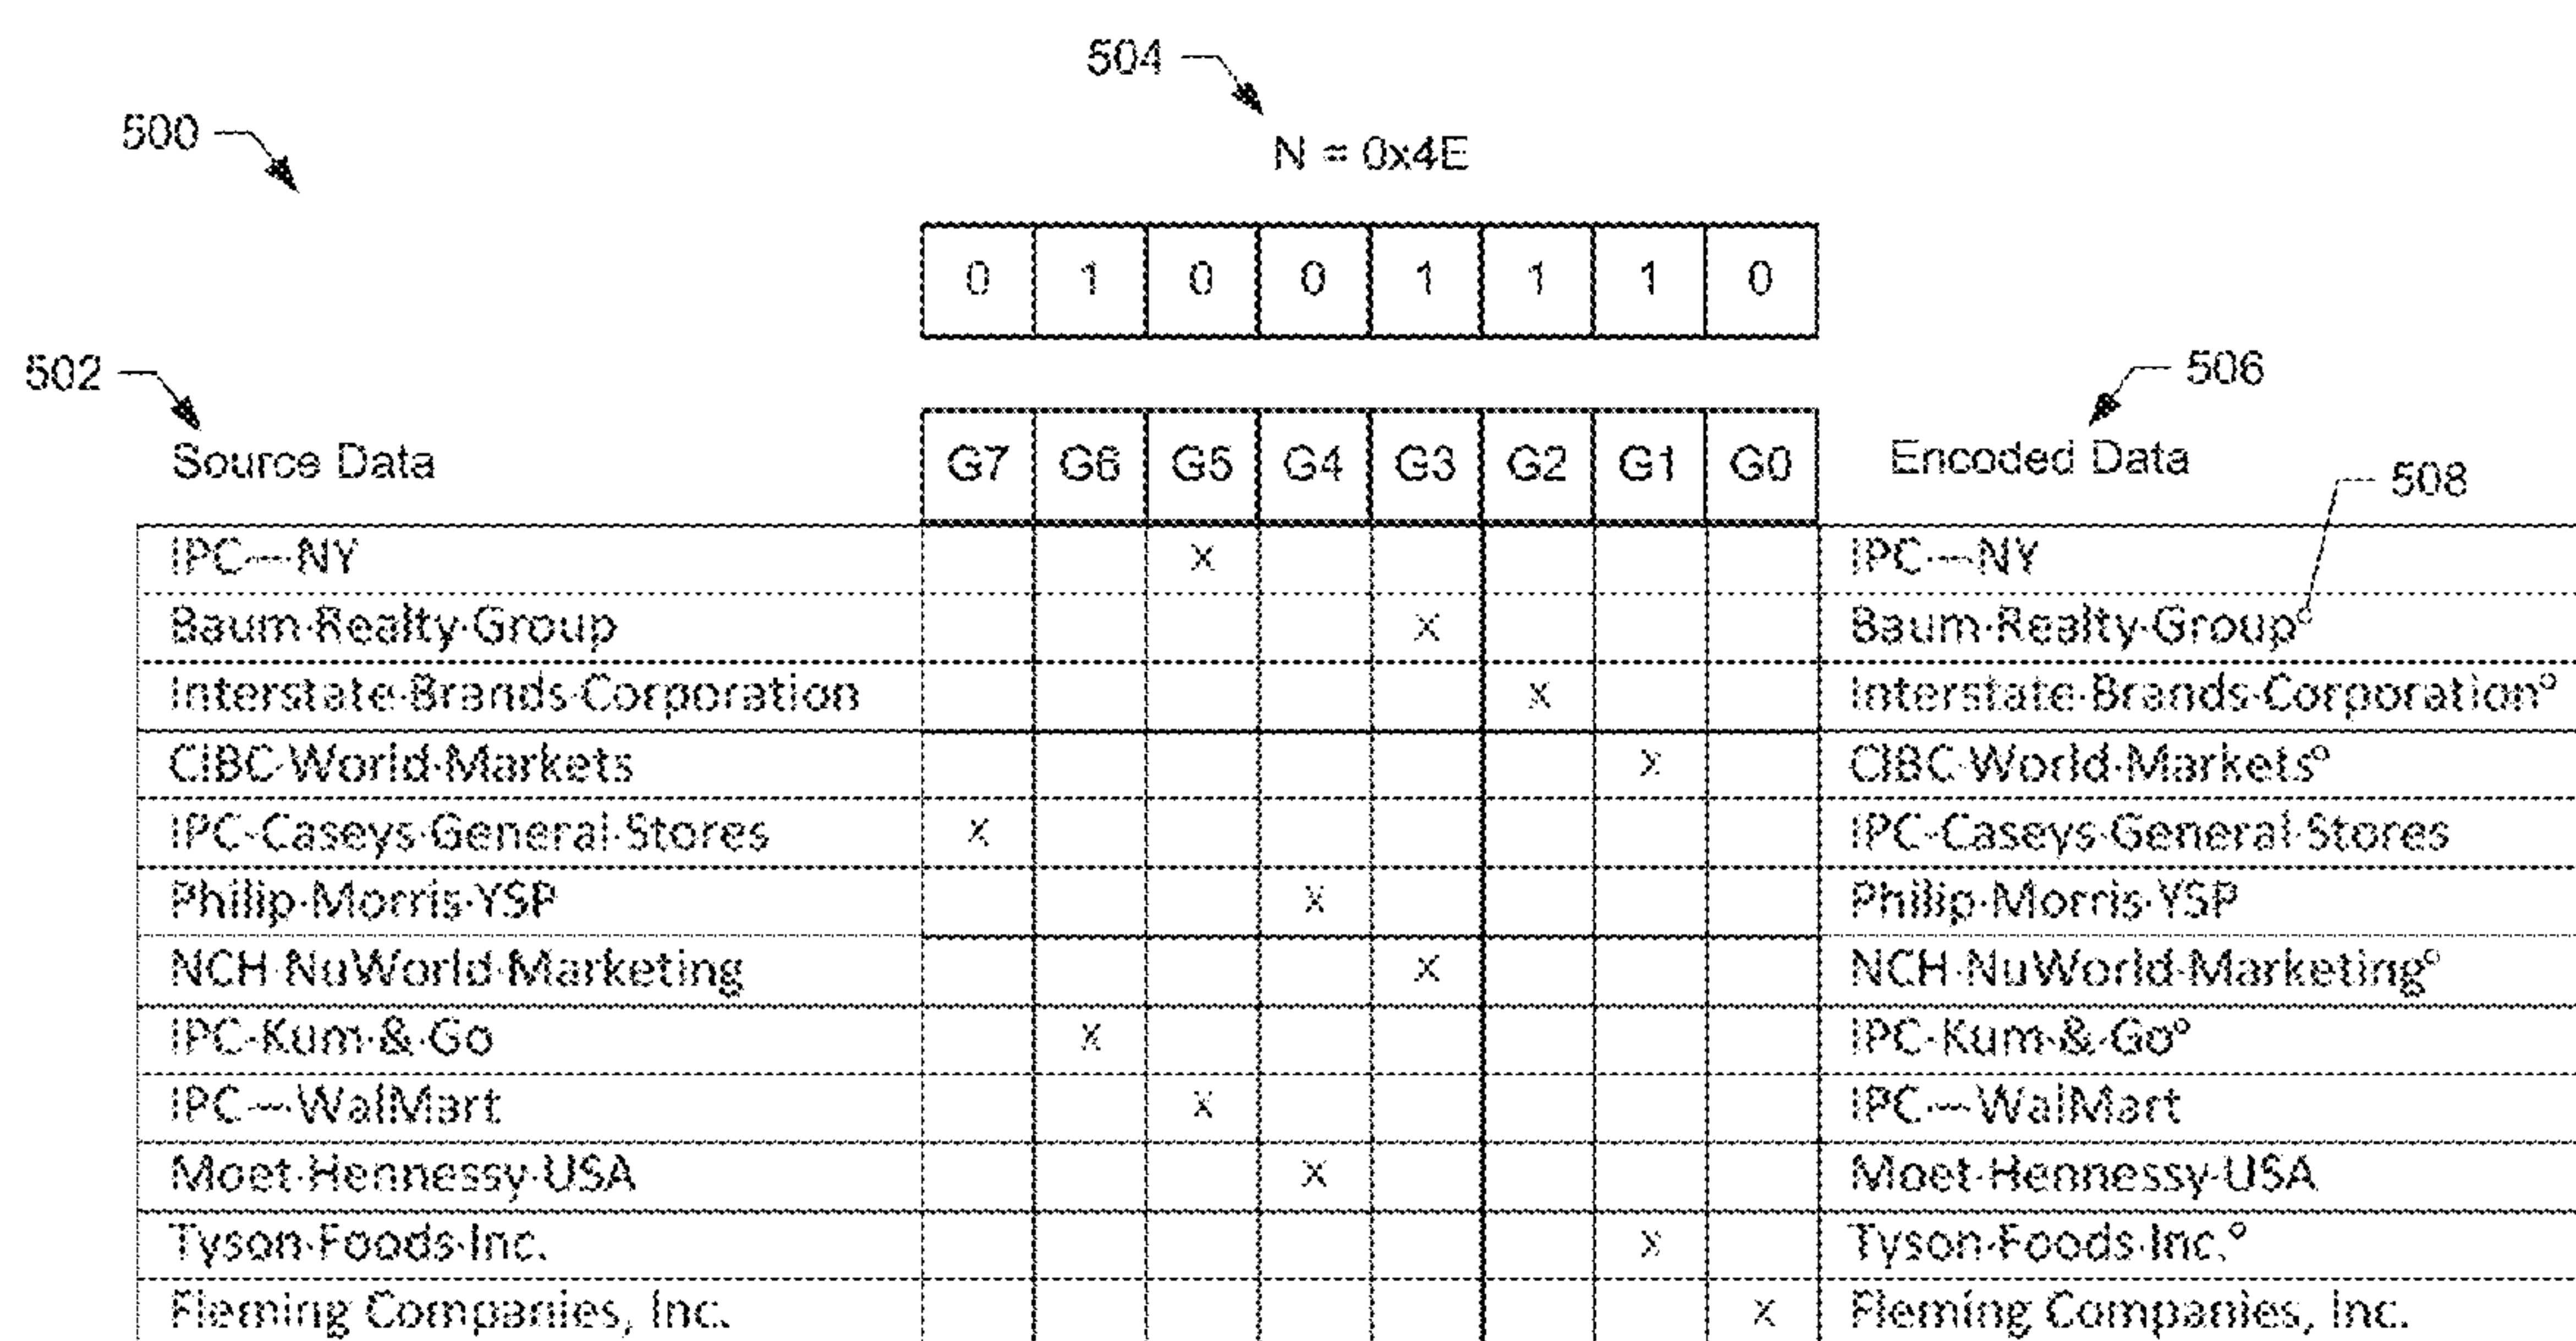 504
500
N = 0x4E
0 1 0 0 1 1 1 0
502
506
Source Data G7 G6 G5 G4 G3 G2 G1 G0 Encoded Data
508
IPC·–·NY x IPC·–·NY
Baum·Realty·Group x Baum·Realty·Group°
Interstate·Brands·Corporation x Interstate·Brands·Corporation°
CIBC·World·Markets x CIBC·World·Markets°
IPC·Caseys·General·Stores x IPC·Caseys·General·Stores
Philip·Morris·YSP x Philip·Morris·YSP
NCH·NuWorld·Marketing x NCH·NuWorld·Marketing°
IPC·Kum·&·Go x IPC·Kum·&·Go°
IPC·–·WalMart x IPC·–·WalMart
Moet·Hennessy·USA x Moet·Hennessy·USA
Tyson·Foods·Inc. x Tyson·Foods·Inc.°
Fleming Companies, Inc. x Fleming Companies, Inc.